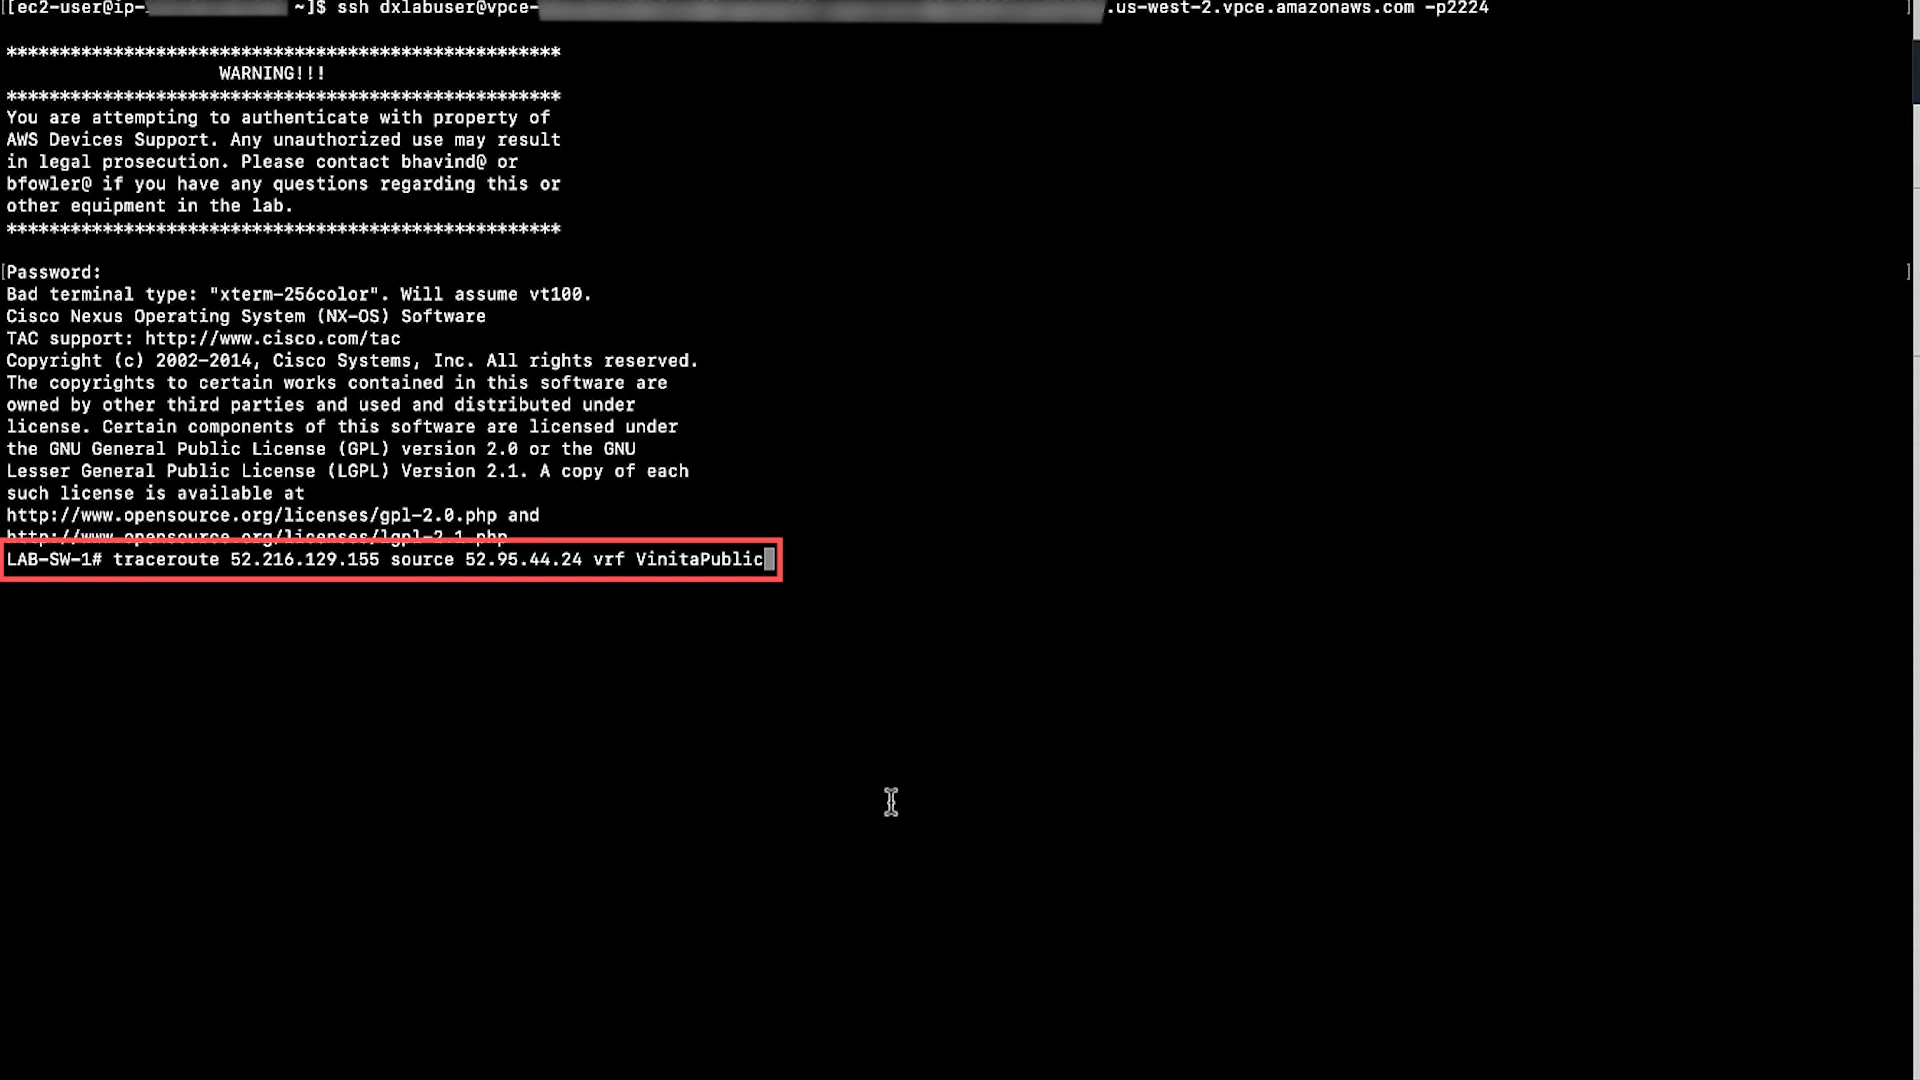 [[ec2-user@ip- ~]$ ssh dxlabuser@vpce- .us-west-2.vpce.amazonaws.com -p2224 ]
****************************************************
WARNING!!!
****************************************************
You are attempting to authenticate with property of
AWS Devices Support. Any unauthorized use may result
in legal prosecution. Please contact bhavind@ or
bfowler@ if you have any questions regarding this or
other equipment in the lab.
****************************************************
[Password: ]
Bad terminal type: "xterm-256color". Will assume vt100.
Cisco Nexus Operating System (NX-OS) Software
TAC support: http://www.cisco.com/tac
Copyright (c) 2002-2014, Cisco Systems, Inc. All rights reserved.
The copyrights to certain works contained in this software are
owned by other third parties and used and distributed under
license. Certain components of this software are licensed under
the GNU General Public License (GPL) version 2.0 or the GNU
Lesser General Public License (LGPL) Version 2.1. A copy of each
such license is available at
http://www.opensource.org/licenses/gpl-2.0.php and
http://www.opensource.org/licenses/lgpl-2.1.php
LAB-SW-1# traceroute 52.216.129.155 source 52.95.44.24 vrf VinitaPublic